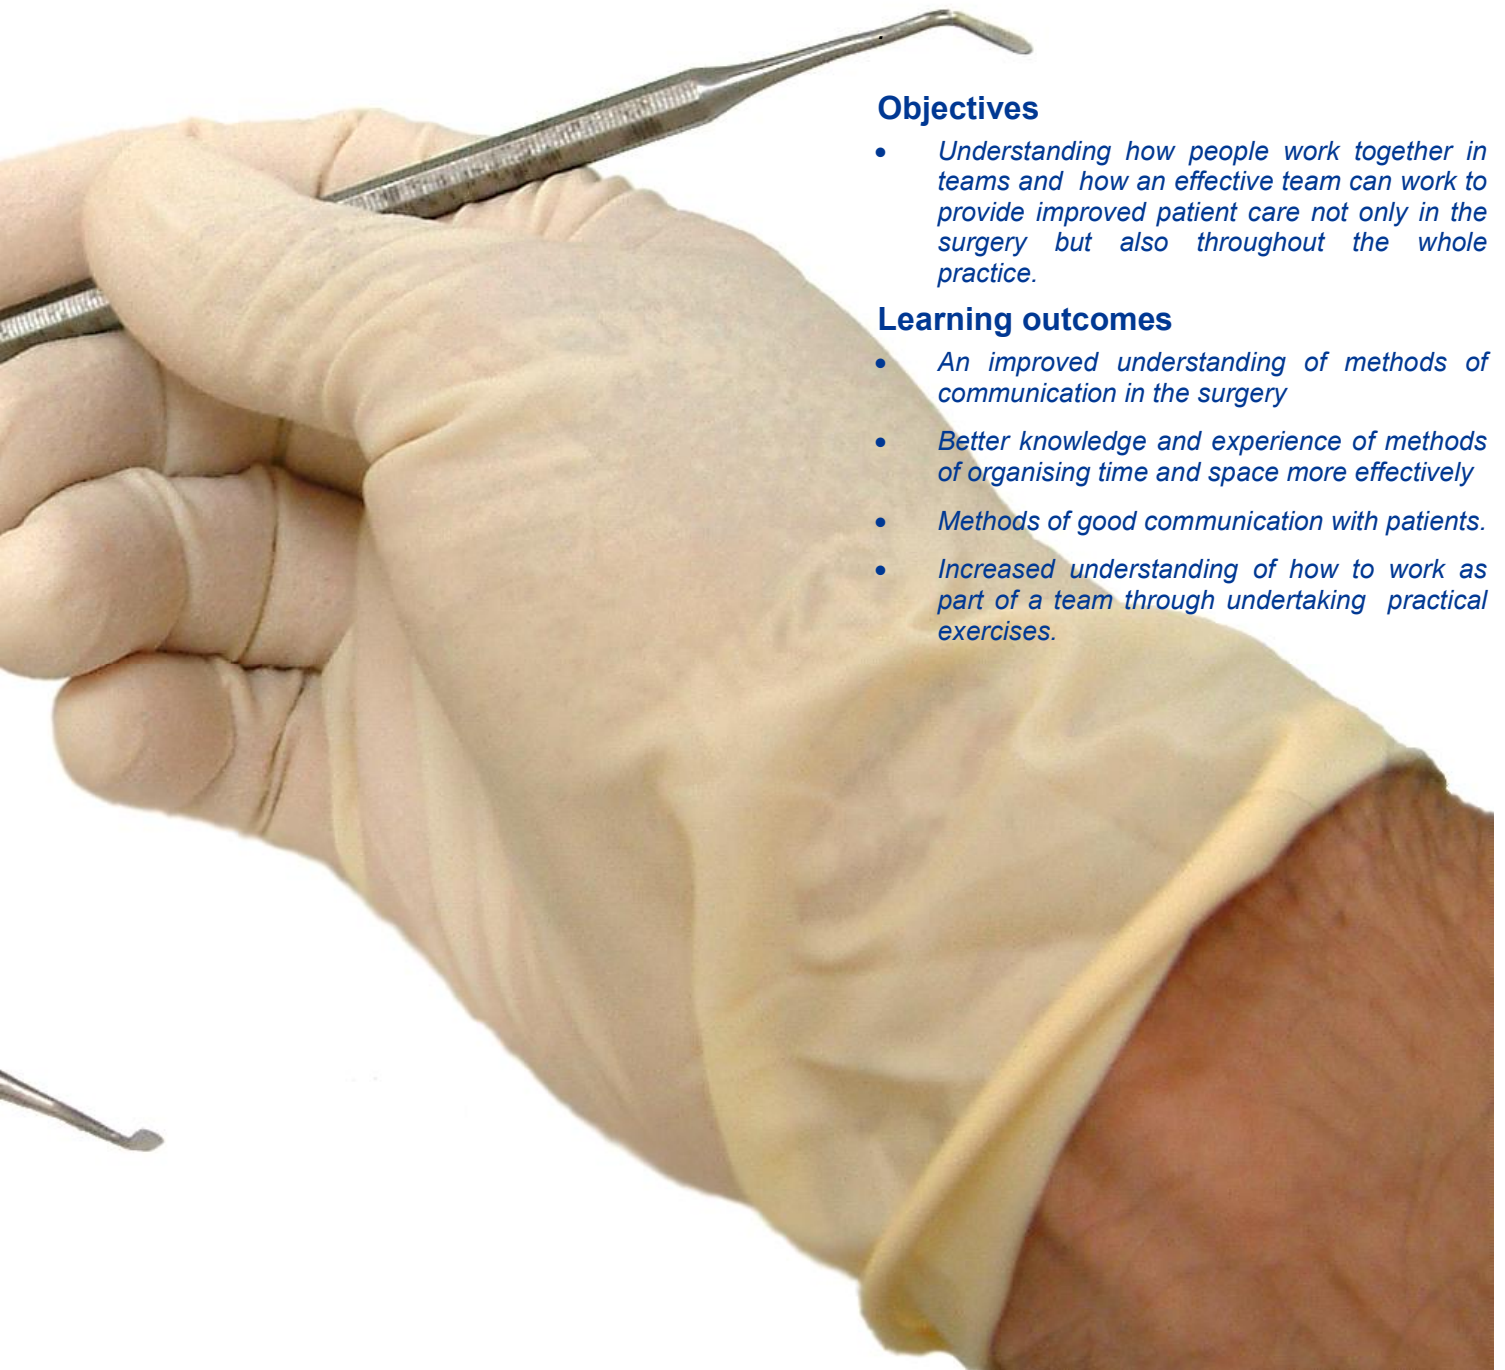 Objectives
• Understanding how people work together in
teams and how an effective team can work to
provide improved patient care not only in the
surgery but also throughout the whole
practice.
Learning outcomes
• An improved understanding of methods of
communication in the surgery
• Better knowledge and experience of methods
of organising time and space more effectively
• Methods of good communication with patients.
• Increased understanding of how to work as
part of a team through undertaking practical
exercises.